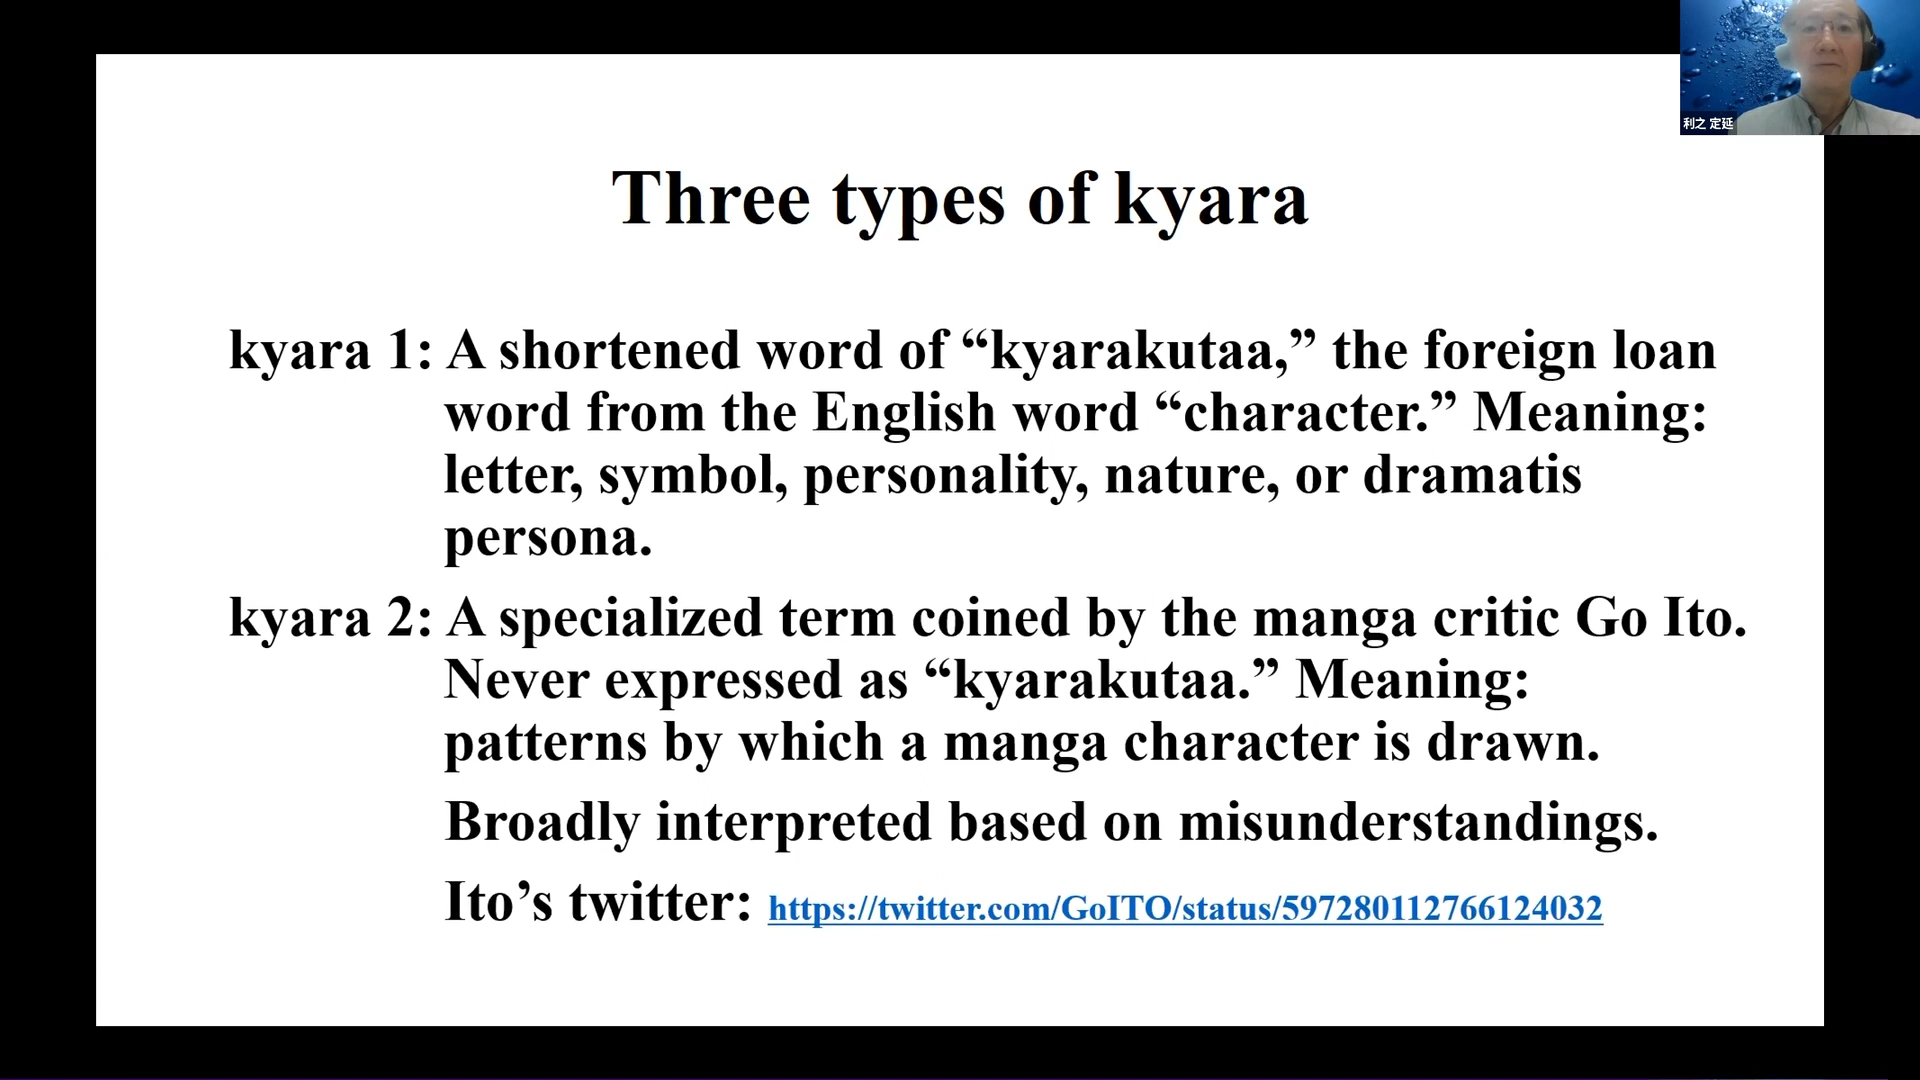 利之 定延
Three types of kyara
kyara 1: A shortened word of “kyarakutaa,” the foreign loan
word from the English word “character.” Meaning:
letter, symbol, personality, nature, or dramatis
persona.
kyara 2: A specialized term coined by the manga critic Go Ito.
Never expressed as “kyarakutaa.” Meaning:
patterns by which a manga character is drawn.
Broadly interpreted based on misunderstandings.
Ito’s twitter: https://twitter.com/GoITO/status/597280112766124032